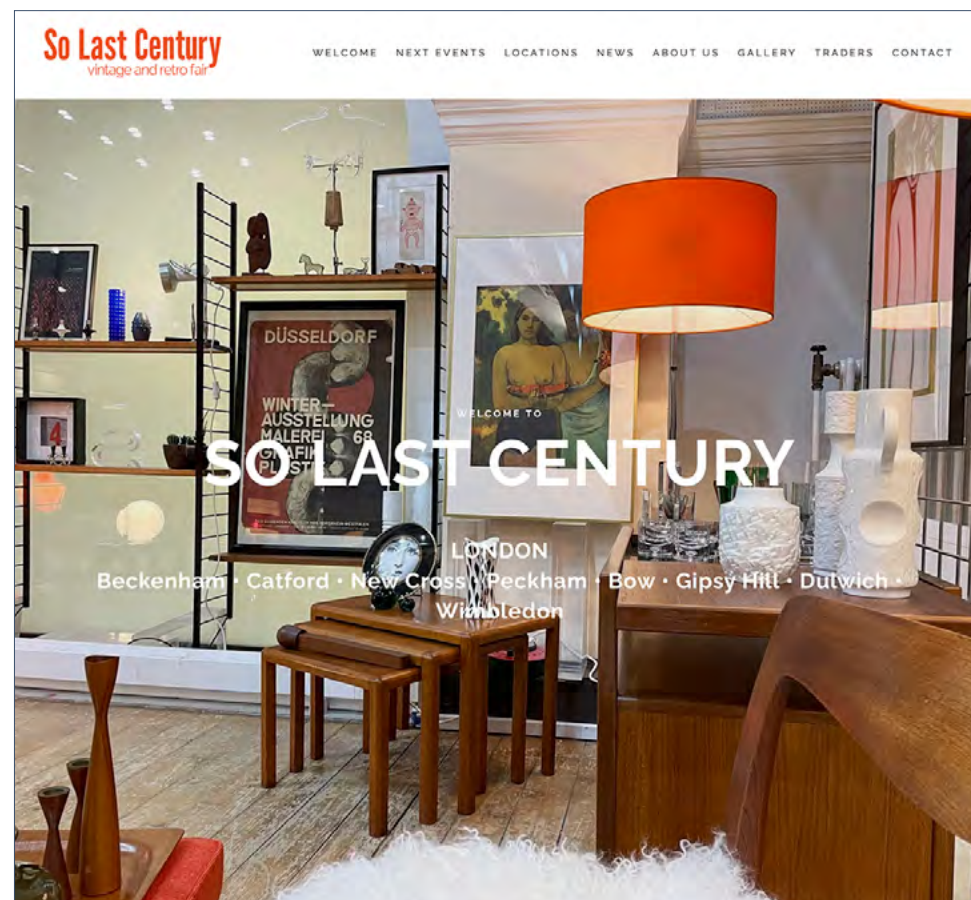 So Last Century
vintage and retro fair
WELCOME NEXT EVENTS LOCATIONS NEWS ABOUT US GALLERY TRADERS CONTACT
DÜSSELDORF
WINTER-
AUSSTELLUNG
MALEREI 68
GRAFIK
PLASTIK
4
WELCOME TO
SO LAST CENTURY
LONDON
Beckenham · Catford · New Cross · Peckham · Bow · Gipsy Hill · Dulwich ·
Wimbledon